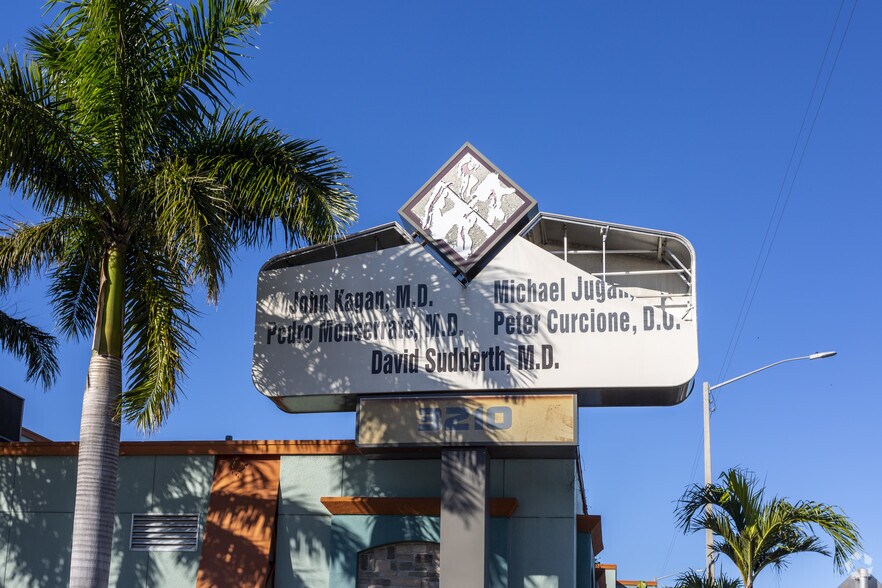 John Kagan, M.D.
Pedro Monserrate, M.D.
Michael Jugan,
Peter Curcione, D.C.
David Sudderth, M.D.
3210